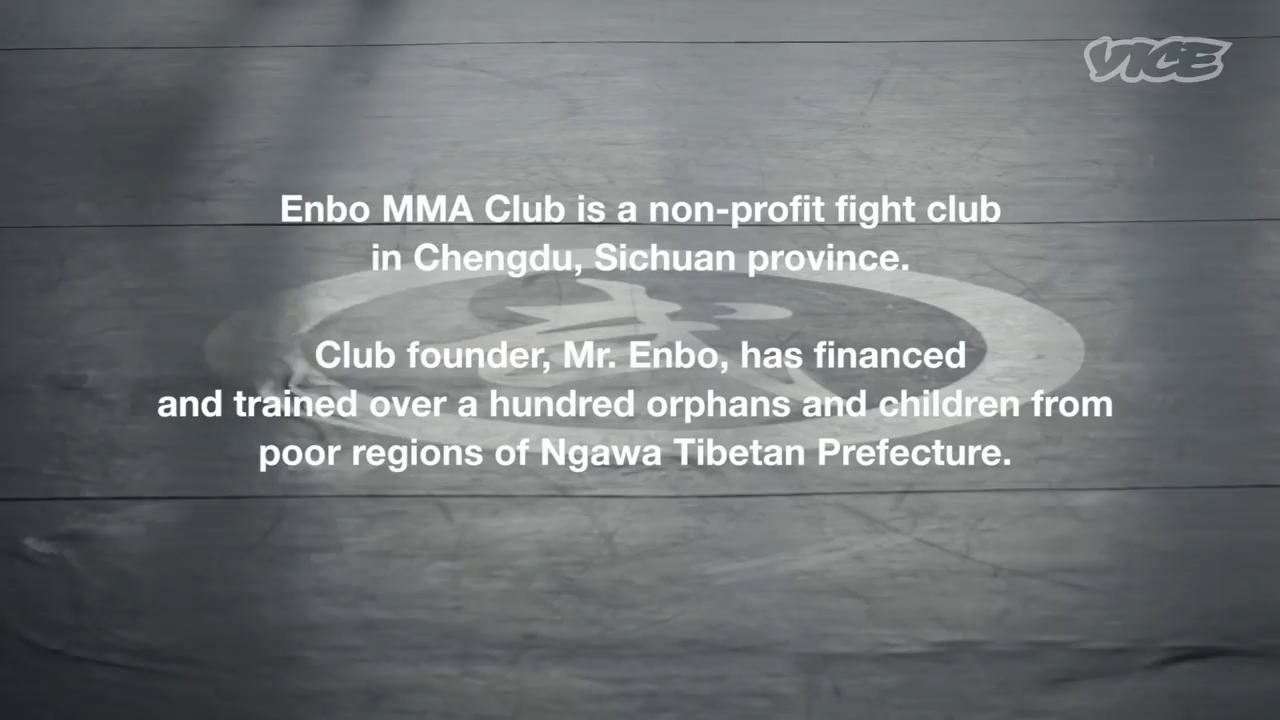 VICE
Enbo MMA Club is a non-profit fight club
in Chengdu, Sichuan province.
Club founder, Mr. Enbo, has financed
and trained over a hundred orphans and children from
poor regions of Ngawa Tibetan Prefecture.